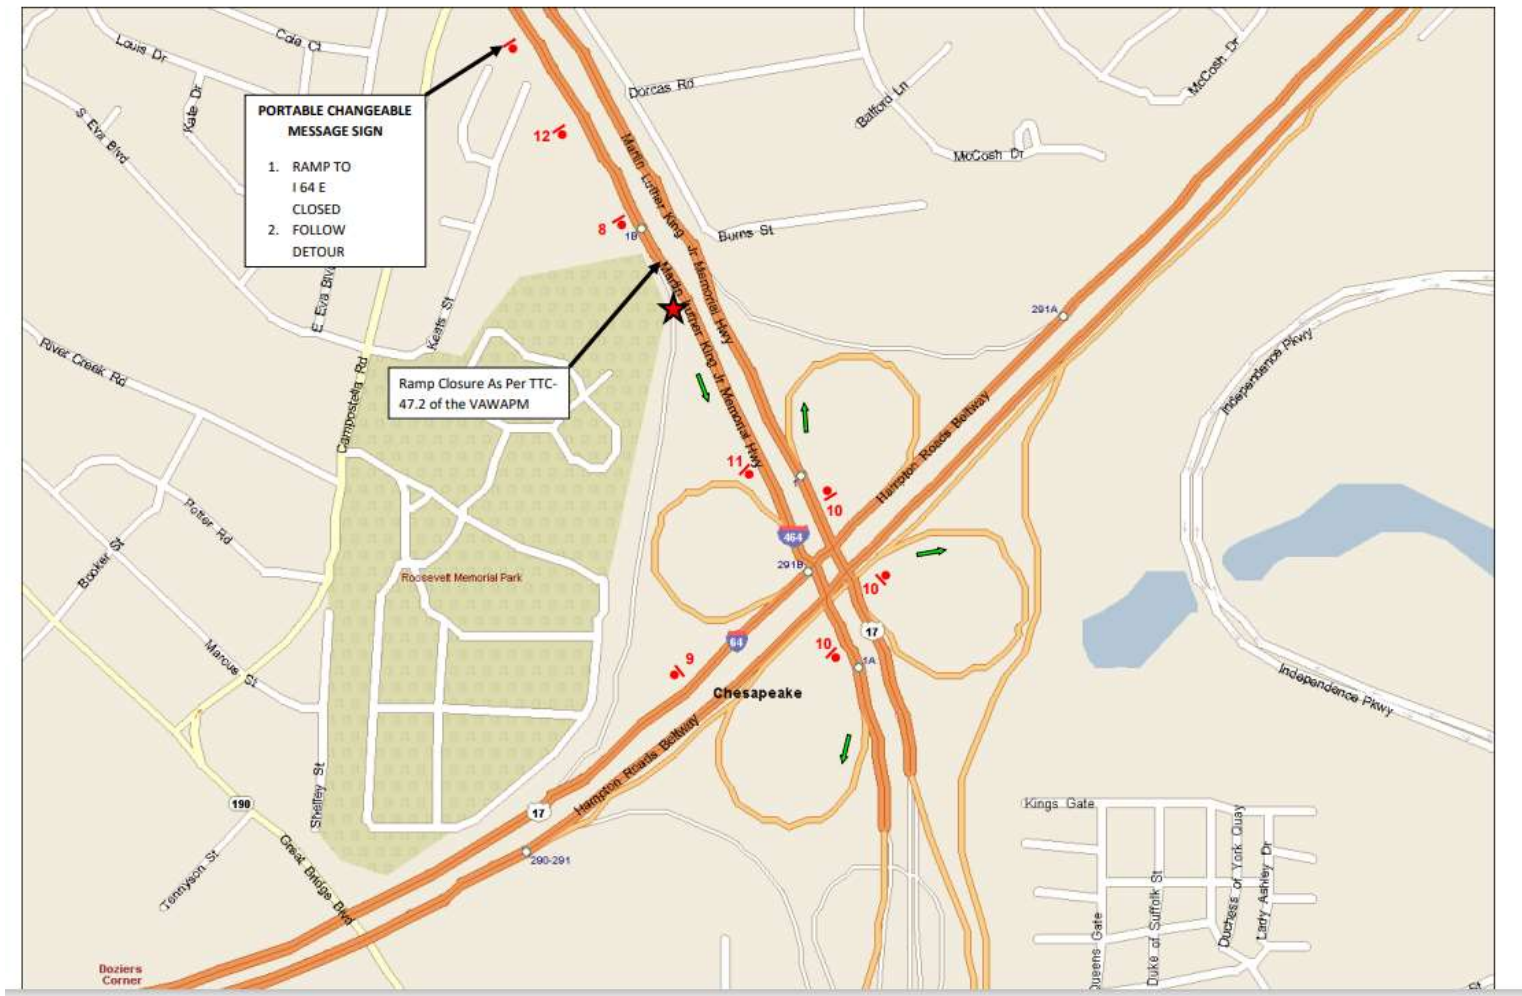 Louis Dr
Cole Ct
Kate Dr
S Eva Blvd
PORTABLE CHANGEABLE
MESSAGE SIGN
1. RAMP TO
I 64 E
CLOSED
2. FOLLOW
DETOUR
E Eva Blv
Keats St
River Creek Rd
Campostella Rd
Dorcas Rd
Balford Ln
McCosh Dr
McCosh Dr
Burns St
12
8
1B
Martin Luther King Jr Memorial Hwy
Martin Luther King Jr Memorial Hwy
291A
Independence Pkwy
Ramp Closure As Per TTC-
47.2 of the VAWAPM
11
10
Hampton Roads Beltway
464
291B
10
Potter Rd
Booker St
Roosevelt Memorial Park
Marcus St
64
17
10
1A
9
Chesapeake
Independence Pkwy
Hampton Roads Beltway
190
Shelley St
17
290-291
Tennyson St
Great Bridge Blvd
Doziers
Corner
Kings Gate
Queens Gate
Duke of Suffolk St
Duchess of York Quay
Lady Ashley Dr
St